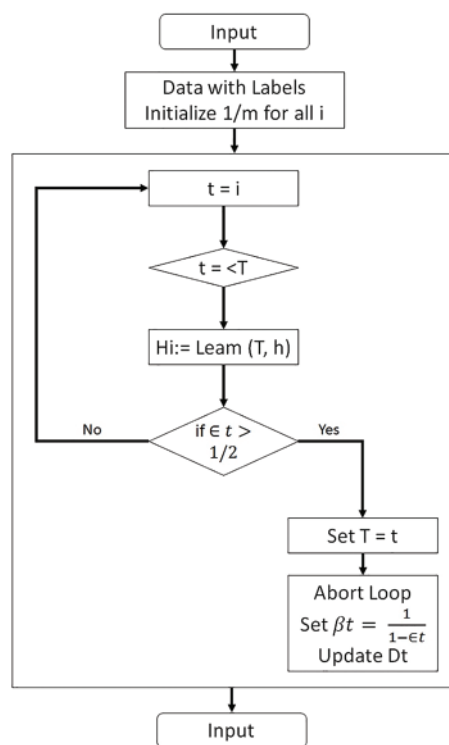 Input
Data with Labels
Initialize 1/m for all i
t = i
t = <T
Hi:= Leam (T, h)
if ∈ t >
1/2
No
Yes
Set T = t
Abort Loop
Set βt = 1/(1−∈t)
Update Dt
Input